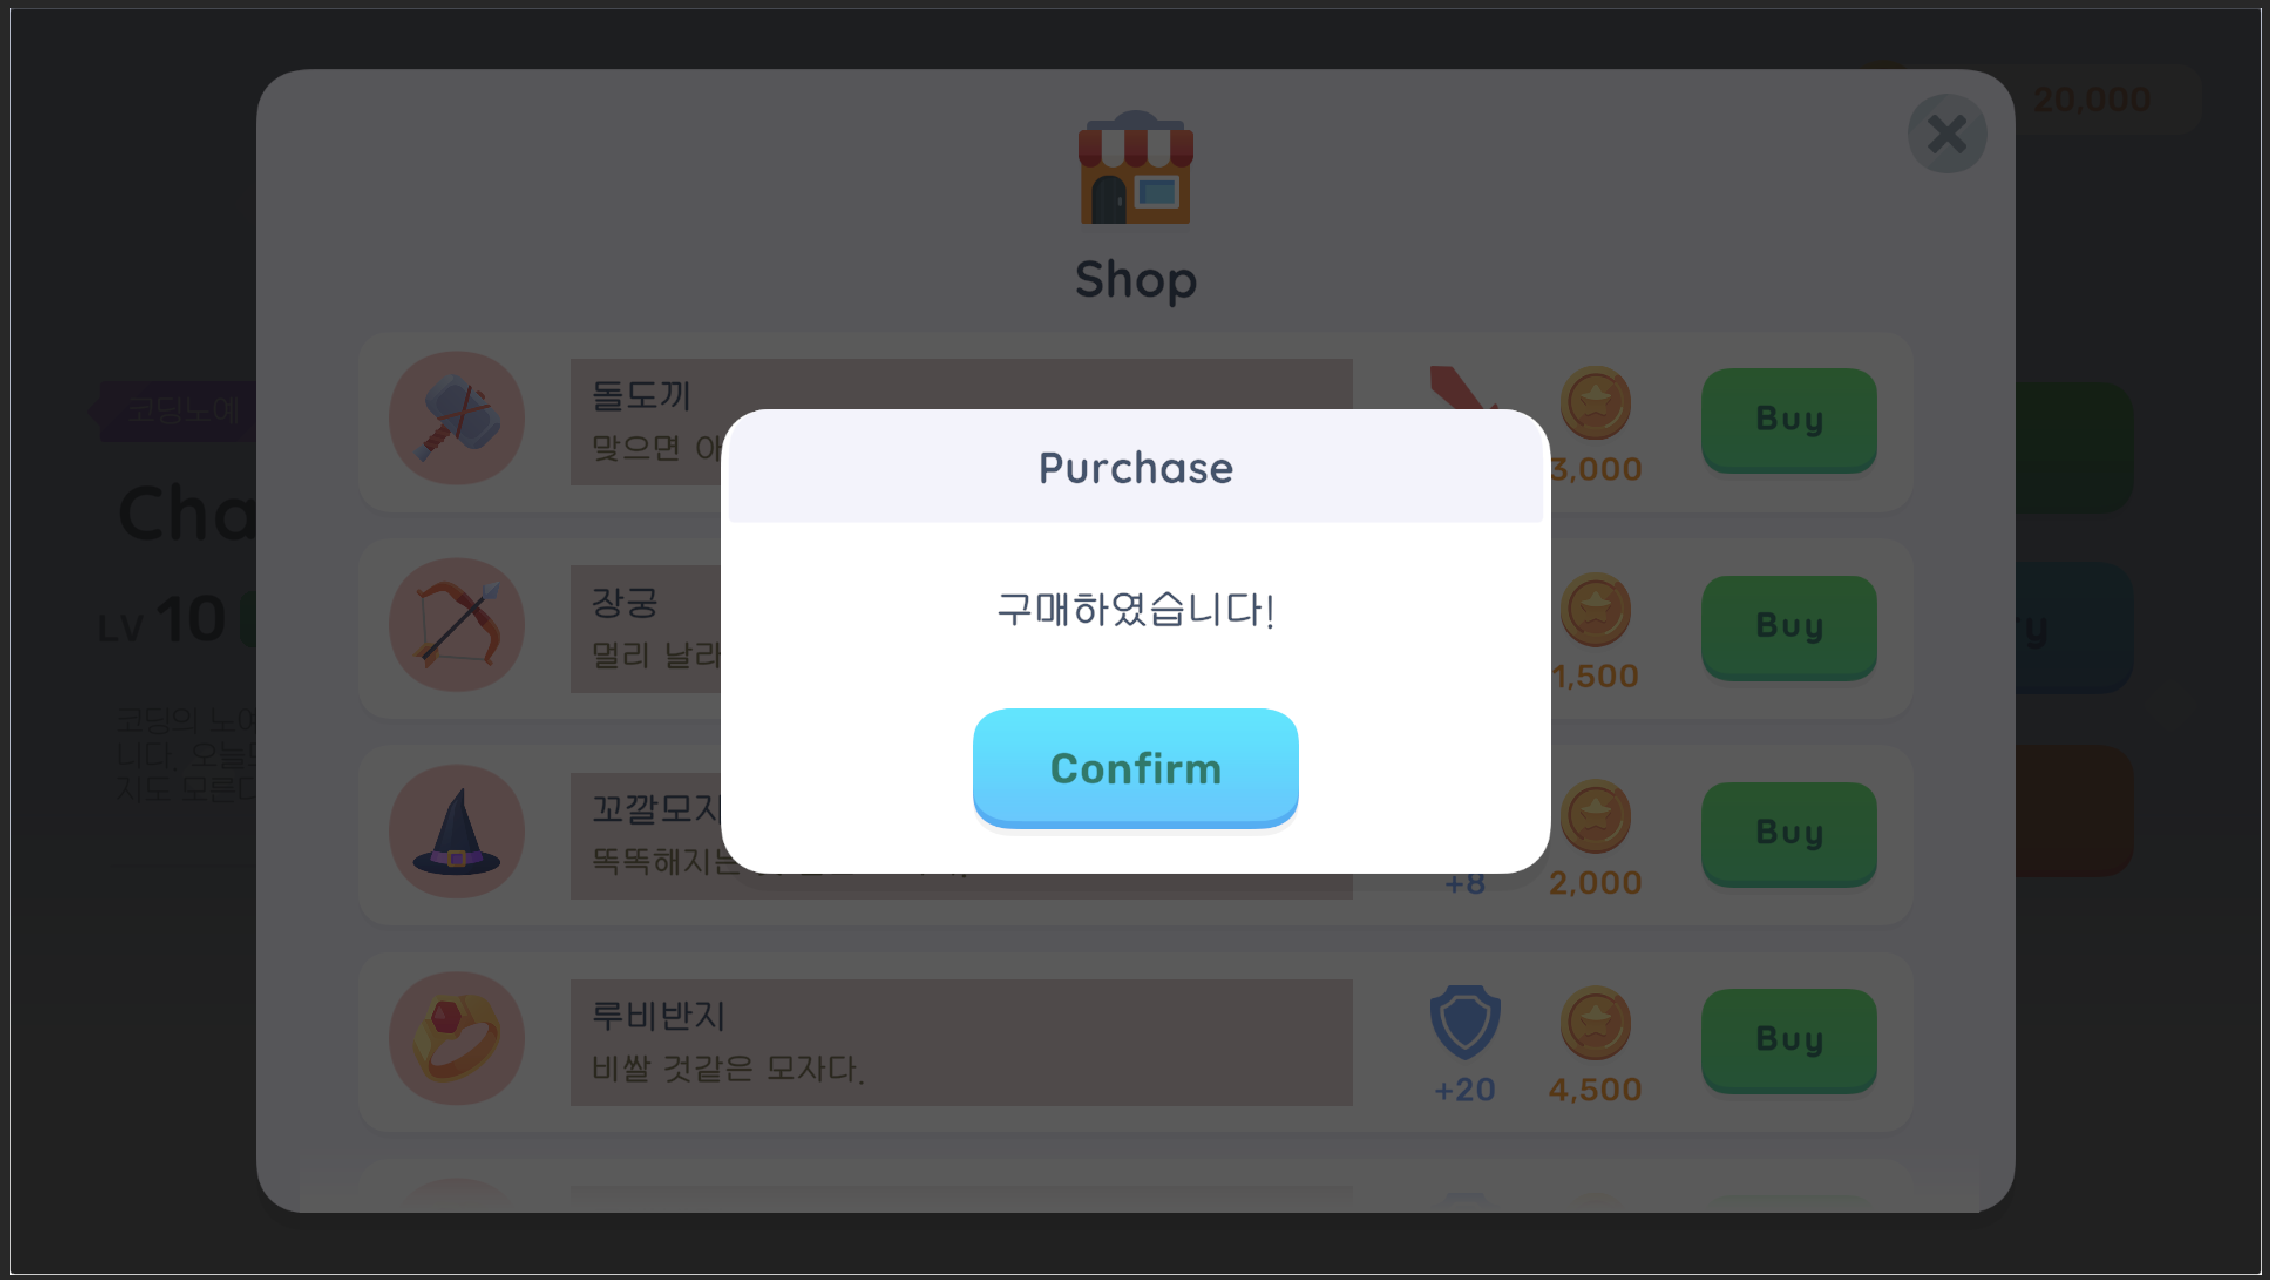 20,000
Shop
코딩노예
Cha
LV 10
코딩의 노예
니다. 오늘도
지도 모른다
돌도끼
맞으면 아
3,000
Buy
장궁
멀리 날라
1,500
Buy
꼬깔모자
똑똑해지는
+8
2,000
Buy
루비반지
비쌀 것같은 모자다.
+20
4,500
Buy
Purchase
구매하였습니다!
Confirm